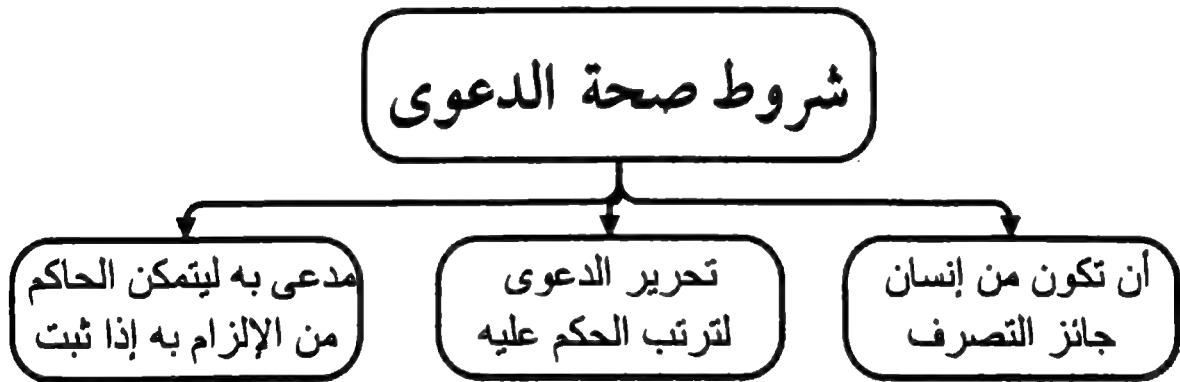 شروط صحة الدعوى
أن تكون من إنسان
جائز التصرف
تحرير الدعوى
لترتب الحكم عليه
مدعى به ليتمكن الحاكم
من الإلزام به إذا ثبت